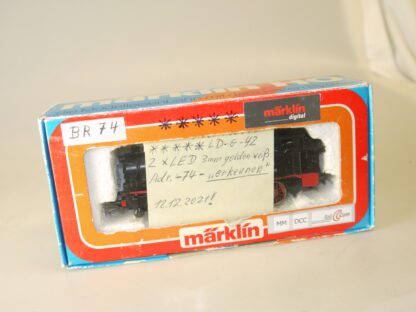 BR 74
*****
märklin
digital
***** LD-G-42
2 x LED 3mm golden weiß
Adr. -74- "erkennen"
12.12.2021!
märklin
MM
DCC